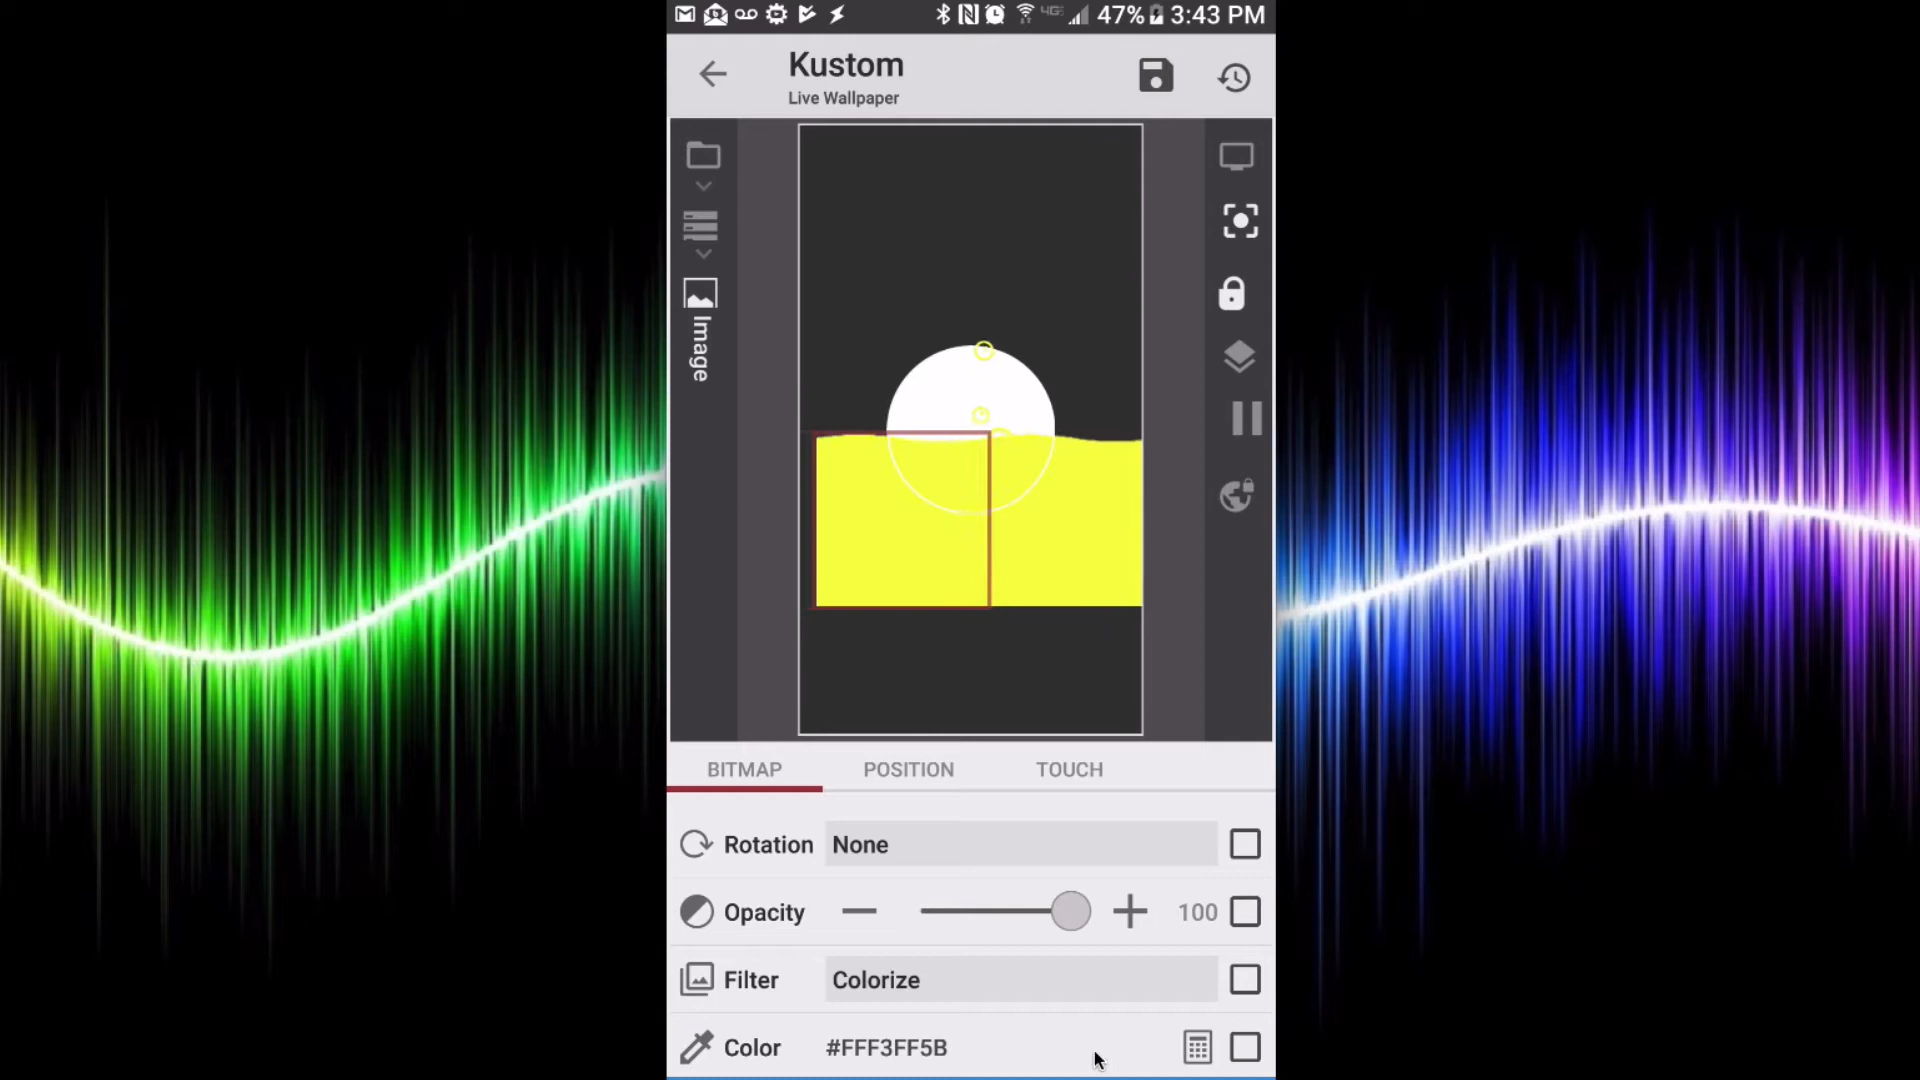 47% 3:43 PM
Kustom
Live Wallpaper
Image
BITMAP POSITION TOUCH
Rotation None
Opacity 100
Filter Colorize
Color #FFF3FF5B